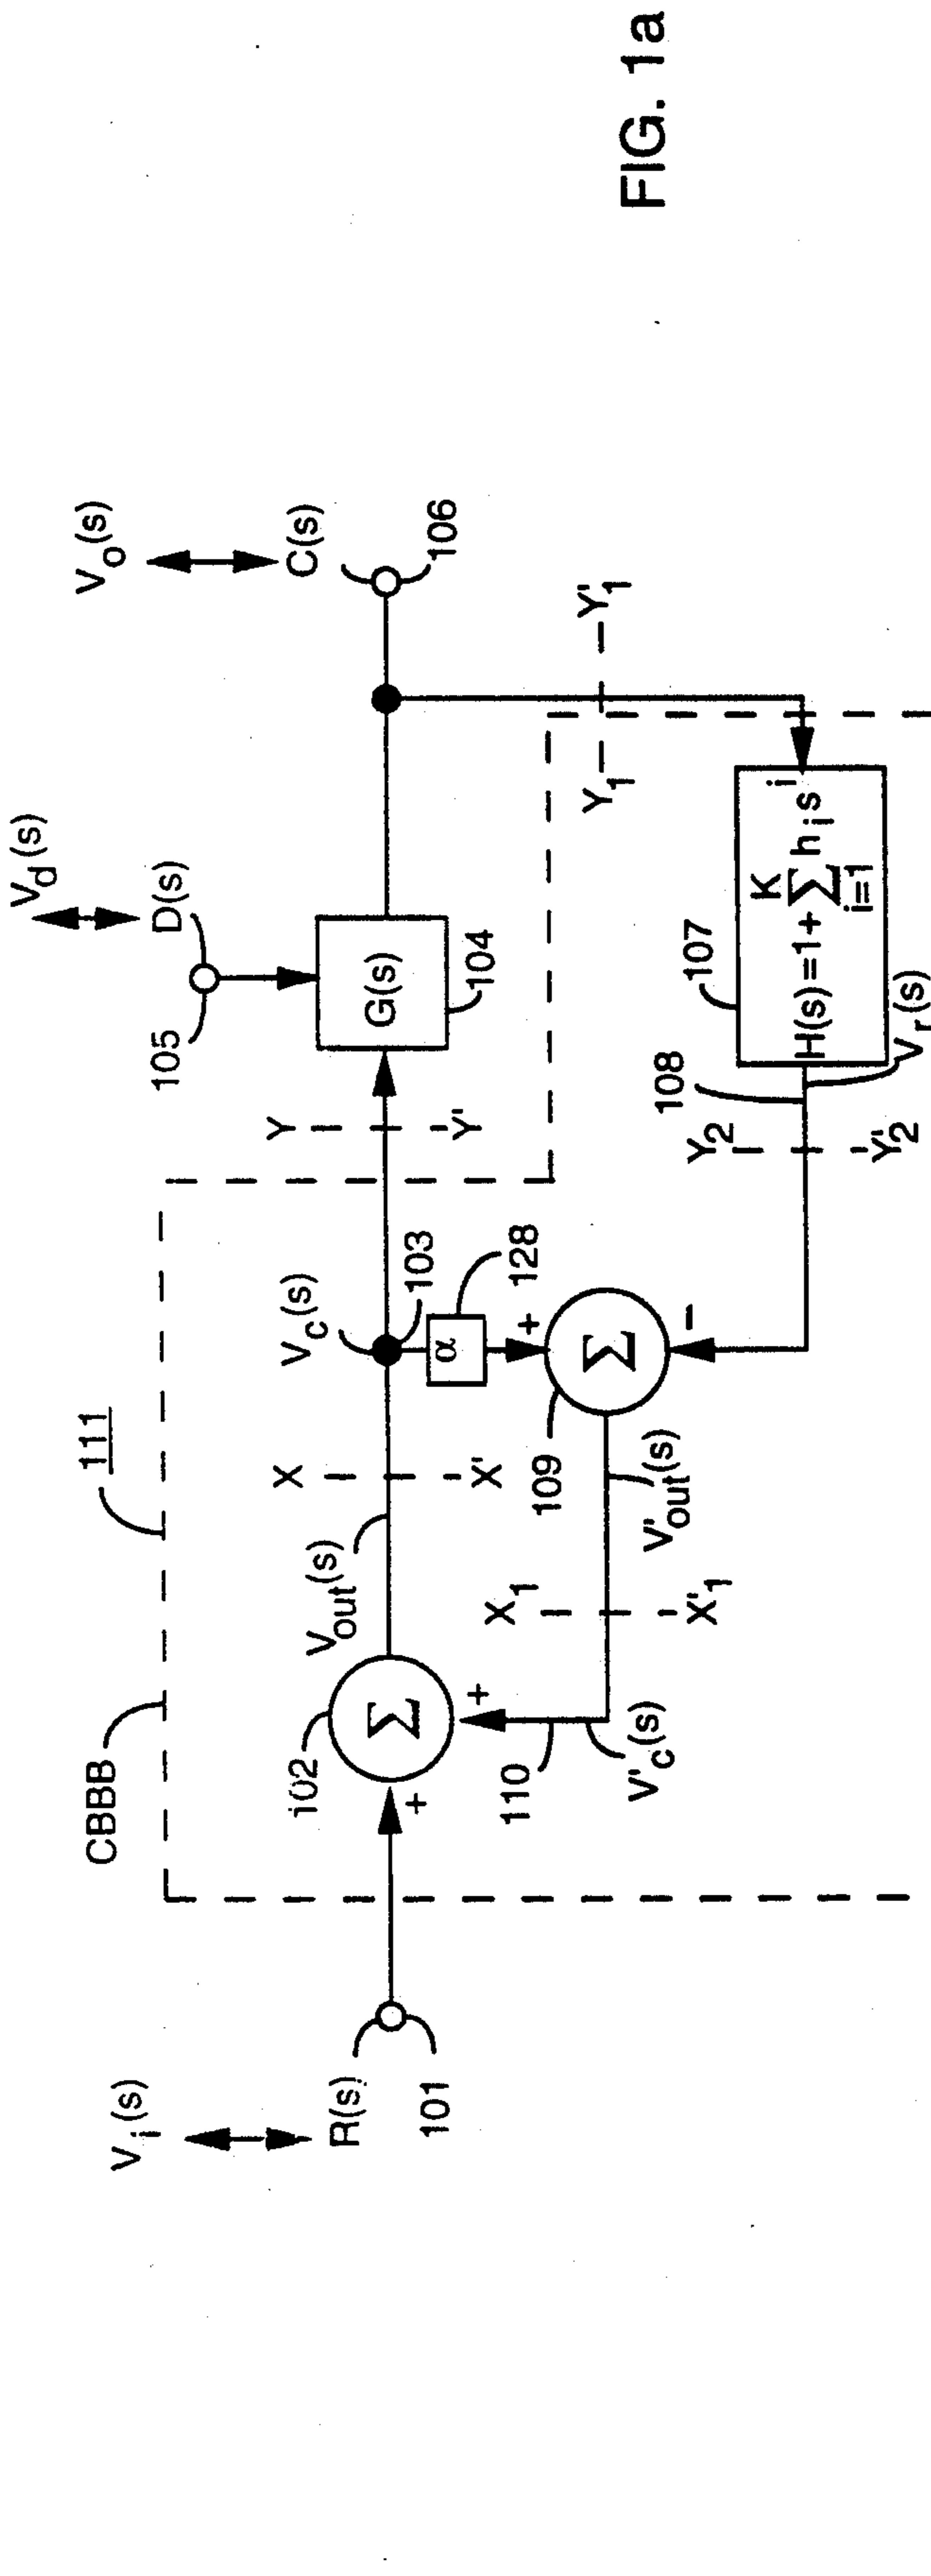 V_o(s)
V_d(s)
V_i(s)
C(s)
106
D(s)
105
G(s)
104
Y
Y'
Y_1
Y'_1
111
CBBB
V_c(s)
103
α
128
+
Σ
−
109
X
X'
V_out(s)
V'_out(s)
X_1
X'_1
102
Σ
+
+
110
V'_c(s)
R(s)
101
107
H(s)=1+ K Σ i=1 h_i s^i
108
V_r(s)
Y_2
Y'_2
FIG. 1a